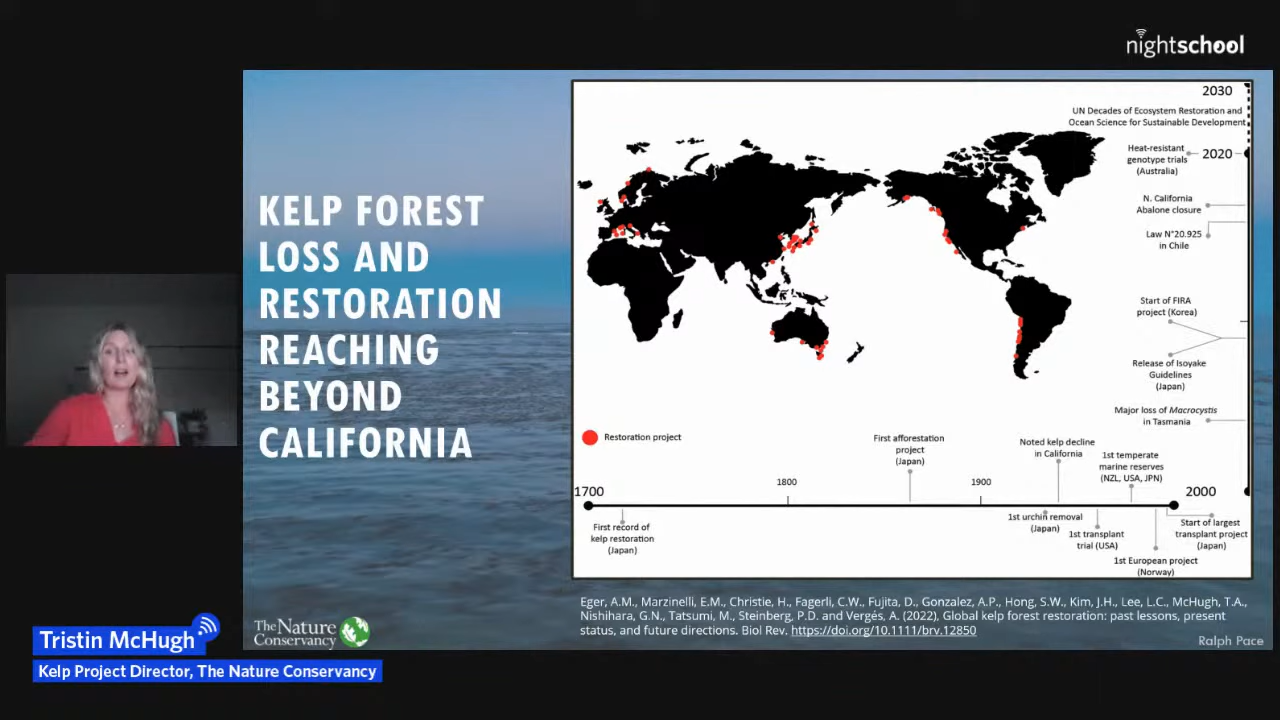 nightschool
KELP FOREST
LOSS AND
RESTORATION
REACHING
BEYOND
CALIFORNIA
2030
UN Decades of Ecosystem Restoration and
Ocean Science for Sustainable Development
Heat-resistant
genotype trials
(Australia)
2020
N. California
Abalone closure
Law N°20.925
in Chile
Start of FIRA
project (Korea)
Release of Isoyake
Guidelines
(Japan)
Major loss of Macrocystis
in Tasmania
Restoration project
First afforestation
project
(Japan)
Noted kelp decline
in California
1st temperate
marine reserves
(NZL, USA, JPN)
1700
1800
1900
2000
First record of
kelp restoration
(Japan)
1st urchin removal
(Japan)
1st transplant
trial (USA)
1st European project
(Norway)
Start of largest
transplant project
(Japan)
Eger, A.M., Marzinelli, E.M., Christie, H., Fagerli, C.W., Fujita, D., Gonzalez, A.P., Hong, S.W., Kim, J.H., Lee, L.C., McHugh, T.A.,
Nishihara, G.N., Tatsumi, M., Steinberg, P.D. and Vergés, A. (2022), Global kelp forest restoration: past lessons, present
status, and future directions. Biol Rev. https://doi.org/10.1111/brv.12850
Ralph Pace
The Nature
Conservancy
Tristin McHugh
Kelp Project Director, The Nature Conservancy